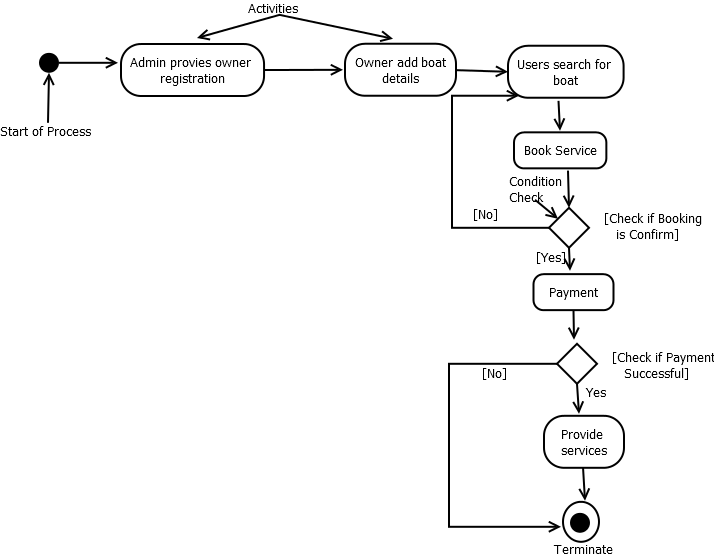 Activities
Admin provies owner
registration
Owner add boat
details
Users search for
boat
Start of Process
Book Service
Condition
Check
[No]
[Check if Booking
is Confirm]
[Yes]
Payment
[Check if Payment
Successful]
[No]
Yes
Provide
services
Terminate